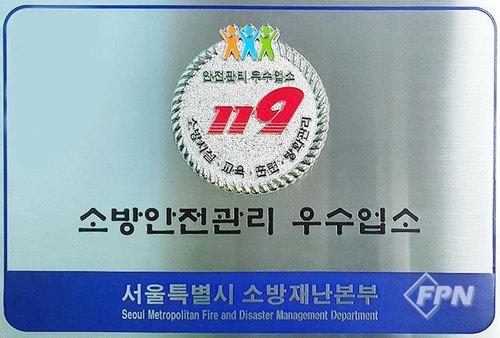 안전관리 우수업소
119
소방시설·교육·훈련·방화관리
소방안전관리 우수업소
서울특별시 소방재난본부
Seoul Metropolitan Fire and Disaster Management Department
FPN